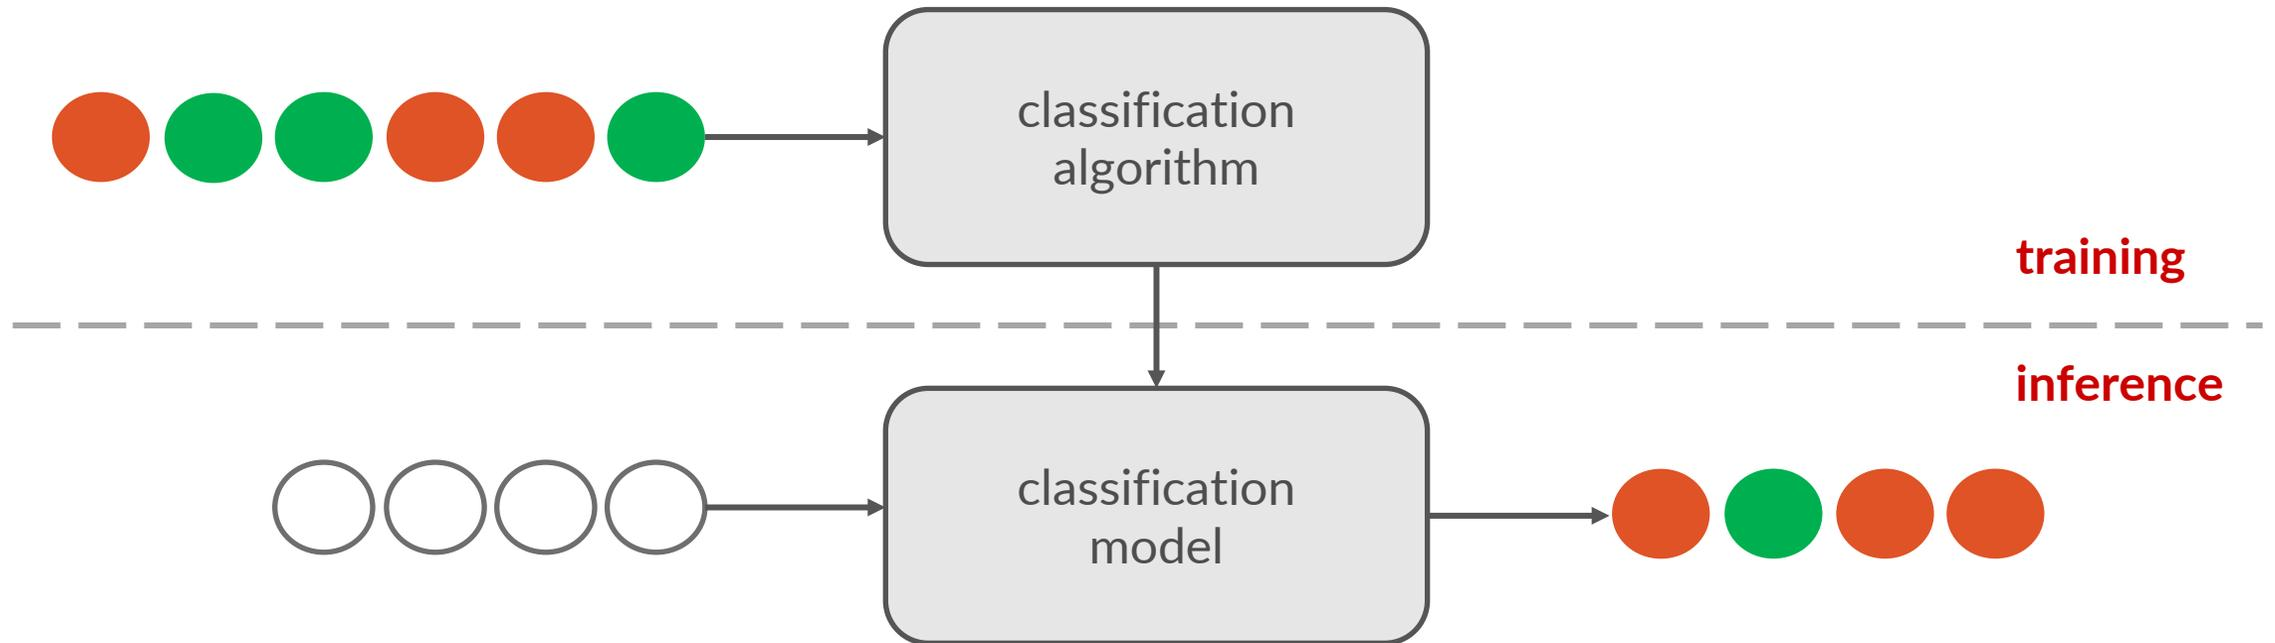 classification
algorithm
training
inference
classification
model